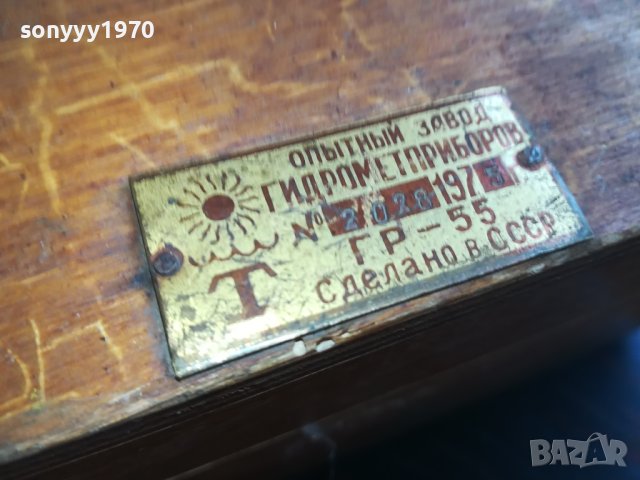 sonyyy1970
ОПЫТНЫЙ ЗАВОД
ГИДРОМЕТПРИБОРОВ
№ 2028 1973
ГР-55
Сделано в СССР
Т
BAZAR